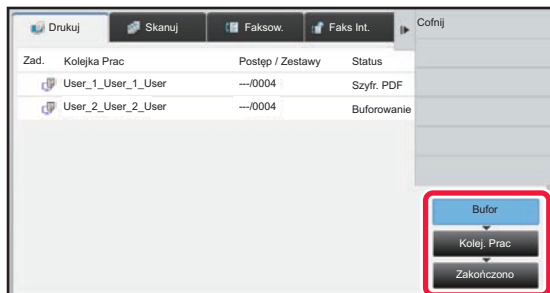 Drukuj Skanuj Faksow. Faks Int. Cofnij
Zad. Kolejka Prac Postęp / Zestawy Status
User_1_User_1_User ---/0004 Szyfr. PDF
User_2_User_2_User ---/0004 Buforowanie
Bufor
Kolej. Prac
Zakończono